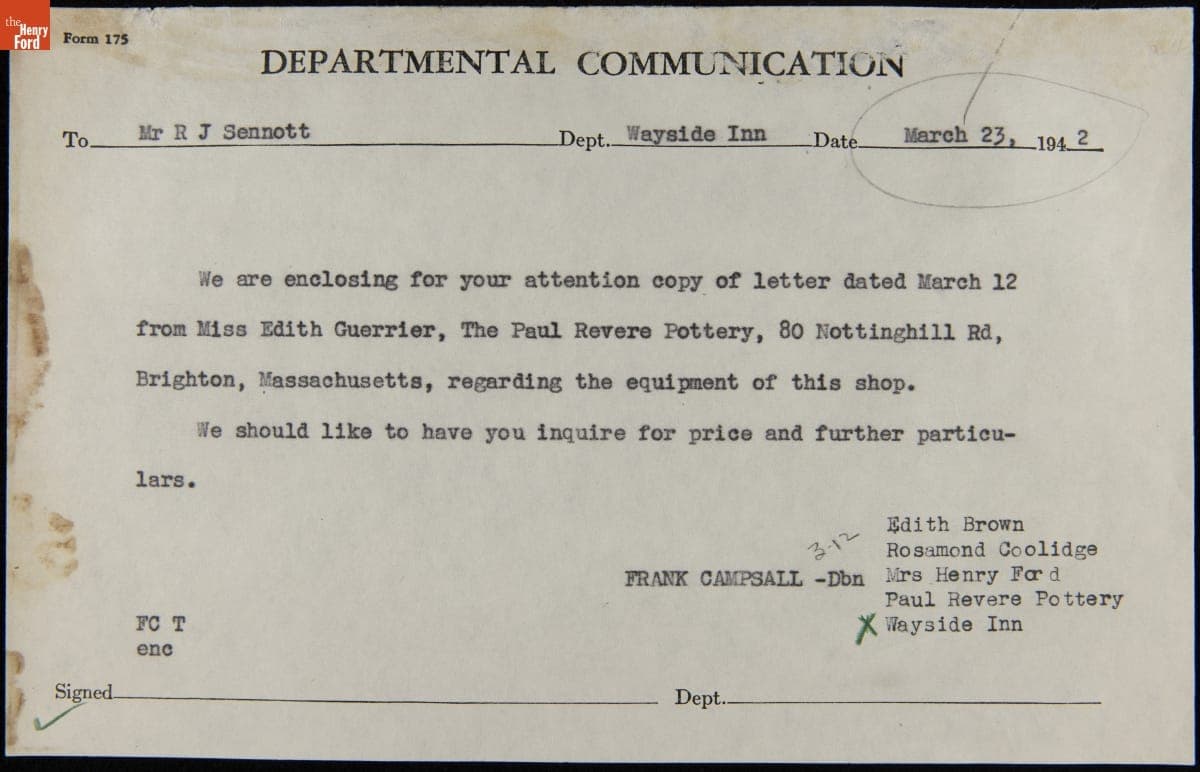 the Henry Ford
Form 175
DEPARTMENTAL COMMUNICATION
To Mr R J Sennott Dept. Wayside Inn Date March 23, 1942
We are enclosing for your attention copy of letter dated March 12
from Miss Edith Guerrier, The Paul Revere Pottery, 80 Nottinghill Rd,
Brighton, Massachusetts, regarding the equipment of this shop.
We should like to have you inquire for price and further particu-
lars.
Edith Brown
3-12 Rosamond Coolidge
FRANK CAMPSALL -Dbn Mrs Henry Ford
Paul Revere Pottery
FC T X Wayside Inn
enc
Signed Dept.